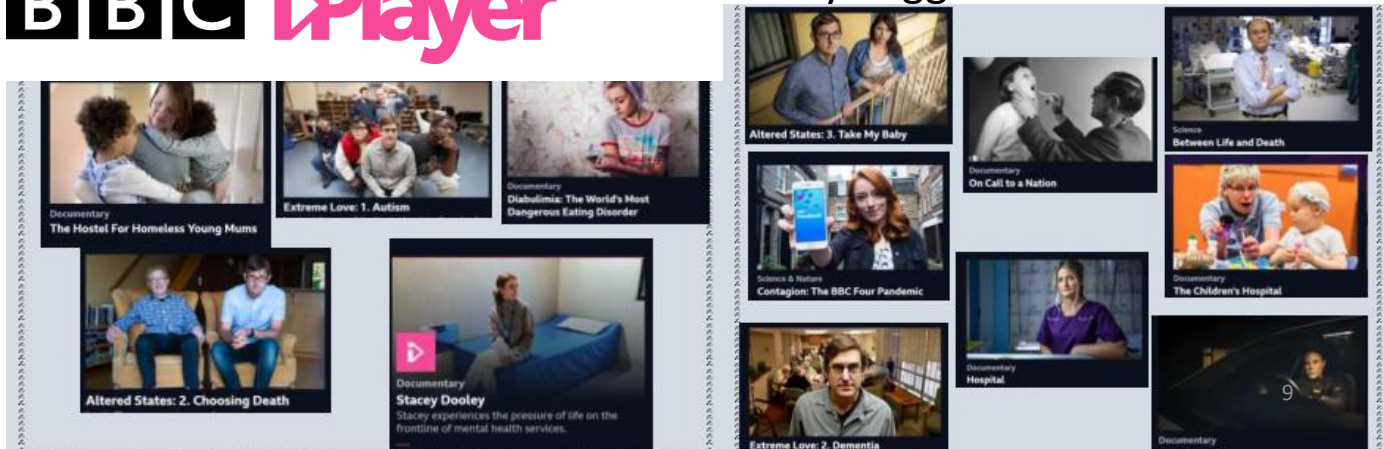 BBC iPlayer
Documentary
The Hostel For Homeless Young Mums
Extreme Love: 1. Autism
Documentary
Diabulimia: The World's Most
Dangerous Eating Disorder
Altered States: 2. Choosing Death
Documentary
Stacey Dooley
Stacey experiences the pressure of life on the
frontline of mental health services.
Altered States: 3. Take My Baby
Documentary
On Call to a Nation
Science
Between Life and Death
Science & Nature
Contagion: The BBC Four Pandemic
Documentary
The Children's Hospital
Documentary
Hospital
Extreme Love: 2. Dementia
9
Documentary